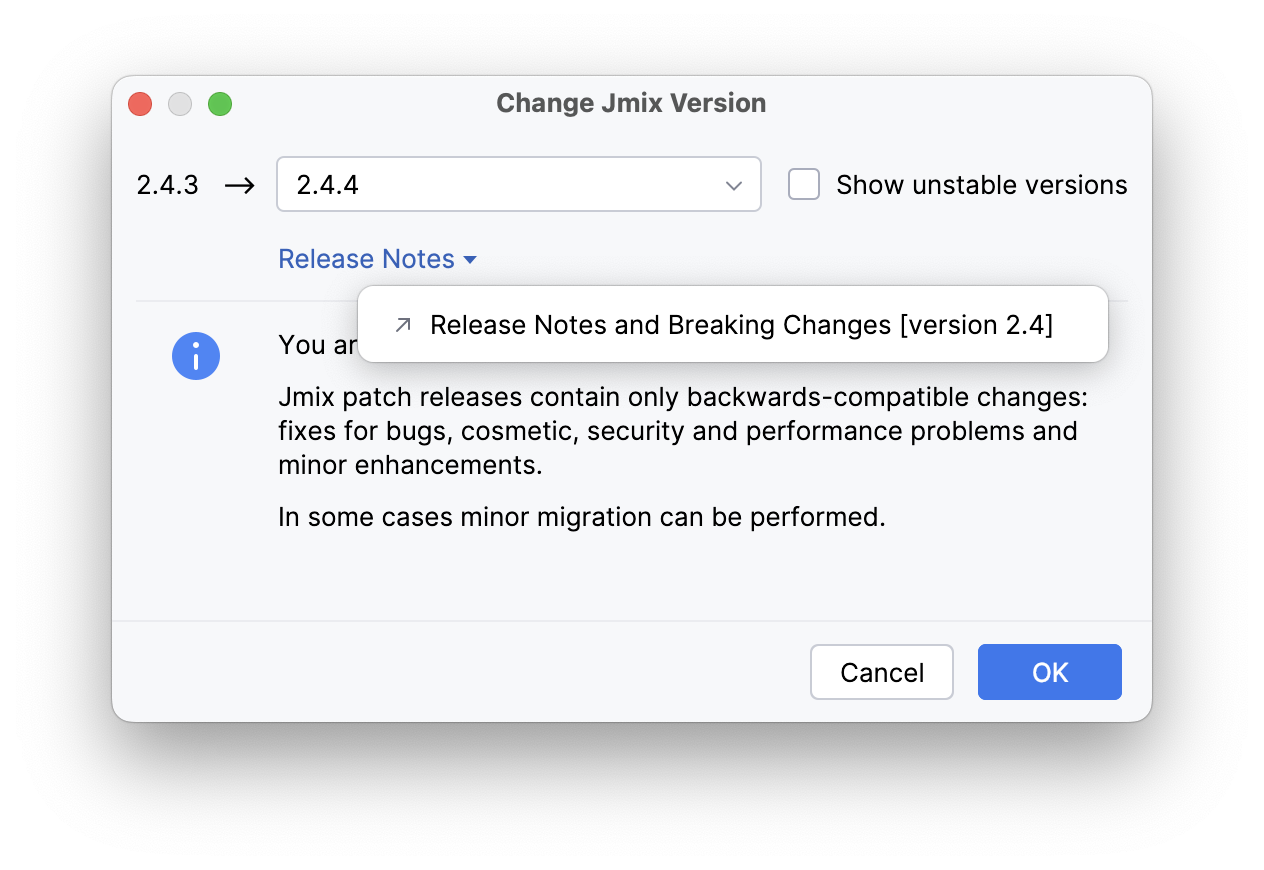 Change Jmix Version
2.4.3 → 2.4.4 Show unstable versions
Release Notes
Release Notes and Breaking Changes [version 2.4]
You
Jmix patch releases contain only backwards-compatible changes:
fixes for bugs, cosmetic, security and performance problems and
minor enhancements.
In some cases minor migration can be performed.
Cancel OK